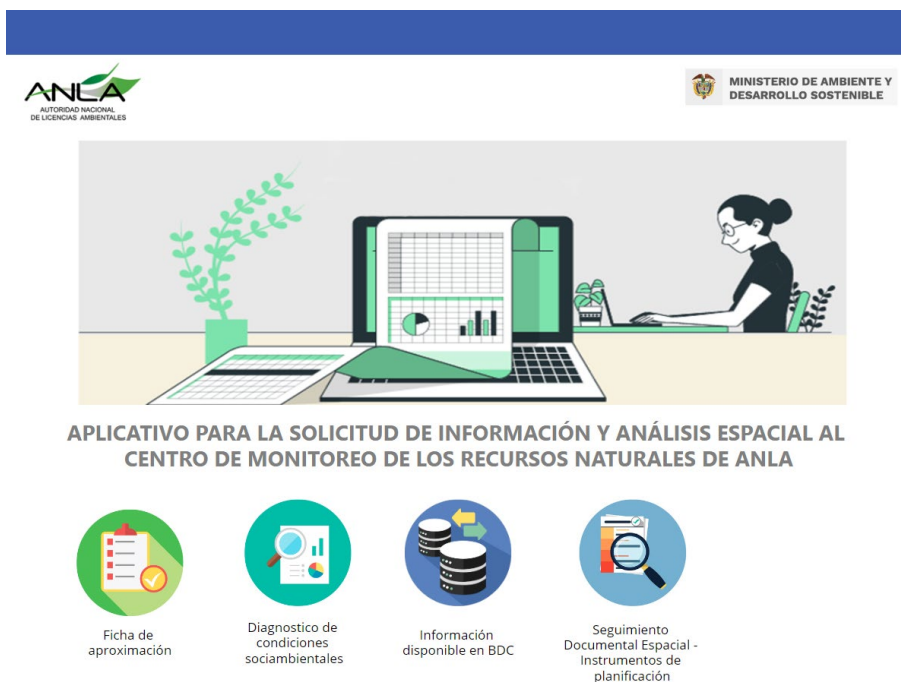 ANLA
AUTORIDAD NACIONAL
DE LICENCIAS AMBIENTALES
MINISTERIO DE AMBIENTE Y
DESARROLLO SOSTENIBLE
APLICATIVO PARA LA SOLICITUD DE INFORMACIÓN Y ANÁLISIS ESPACIAL AL
CENTRO DE MONITOREO DE LOS RECURSOS NATURALES DE ANLA
Ficha de
aproximación
Diagnostico de
condiciones
sociambientales
Información
disponible en BDC
Seguimiento
Documental Espacial -
Instrumentos de
planificación